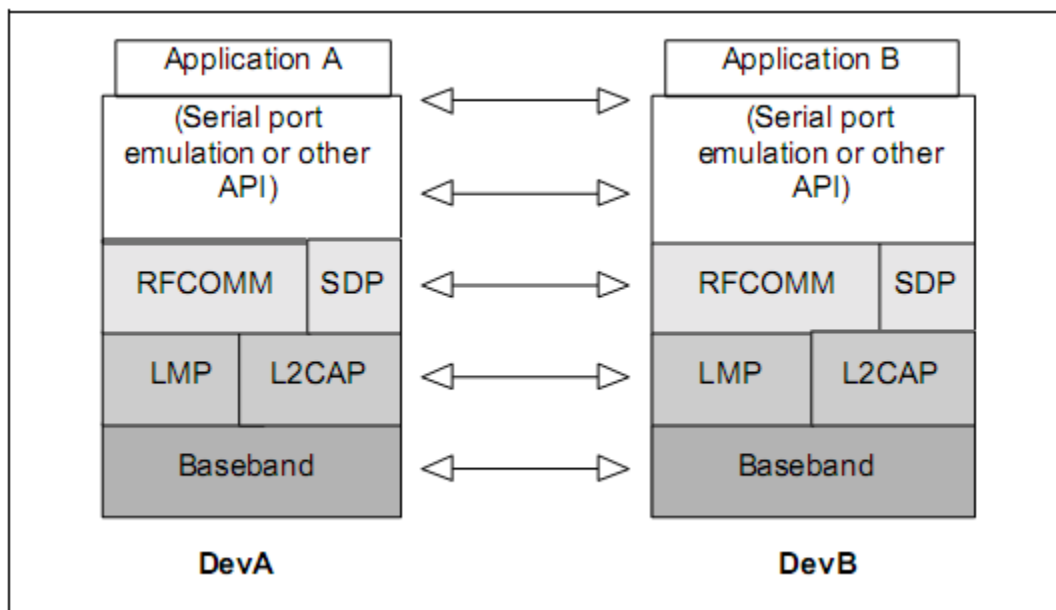 Application A
(Serial port
emulation or other
API)
RFCOMM
SDP
LMP
L2CAP
Baseband
DevA
Application B
(Serial port
emulation or other
API)
RFCOMM
SDP
LMP
L2CAP
Baseband
DevB